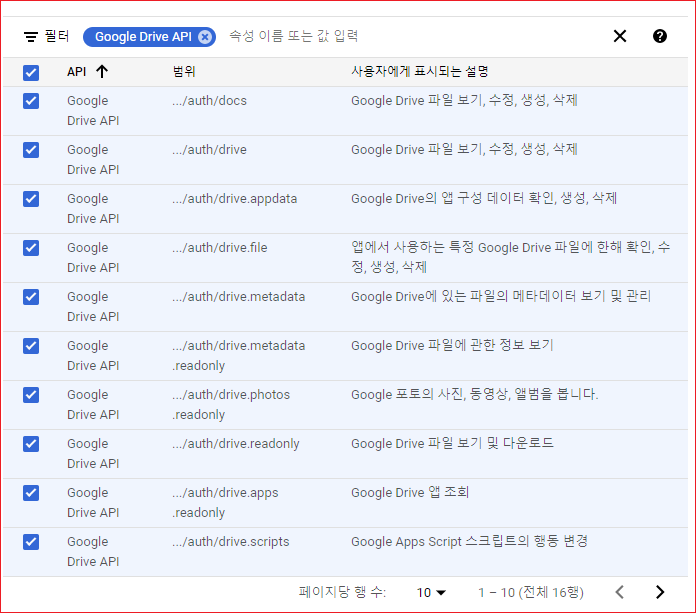 필터 Google Drive API 속성 이름 또는 값 입력
API 범위 사용자에게 표시되는 설명
Google .../auth/docs Google Drive 파일 보기, 수정, 생성, 삭제
Drive API
Google .../auth/drive Google Drive 파일 보기, 수정, 생성, 삭제
Drive API
Google .../auth/drive.appdata Google Drive의 앱 구성 데이터 확인, 생성, 삭제
Drive API
Google .../auth/drive.file 앱에서 사용하는 특정 Google Drive 파일에 한해 확인, 수
Drive API 정, 생성, 삭제
Google .../auth/drive.metadata Google Drive에 있는 파일의 메타데이터 보기 및 관리
Drive API
Google .../auth/drive.metadata Google Drive 파일에 관한 정보 보기
Drive API .readonly
Google .../auth/drive.photos Google 포토의 사진, 동영상, 앨범을 봅니다.
Drive API .readonly
Google .../auth/drive.readonly Google Drive 파일 보기 및 다운로드
Drive API
Google .../auth/drive.apps Google Drive 앱 조회
Drive API .readonly
Google .../auth/drive.scripts Google Apps Script 스크립트의 행동 변경
Drive API
페이지당 행 수: 10 1 – 10 (전체 16행)